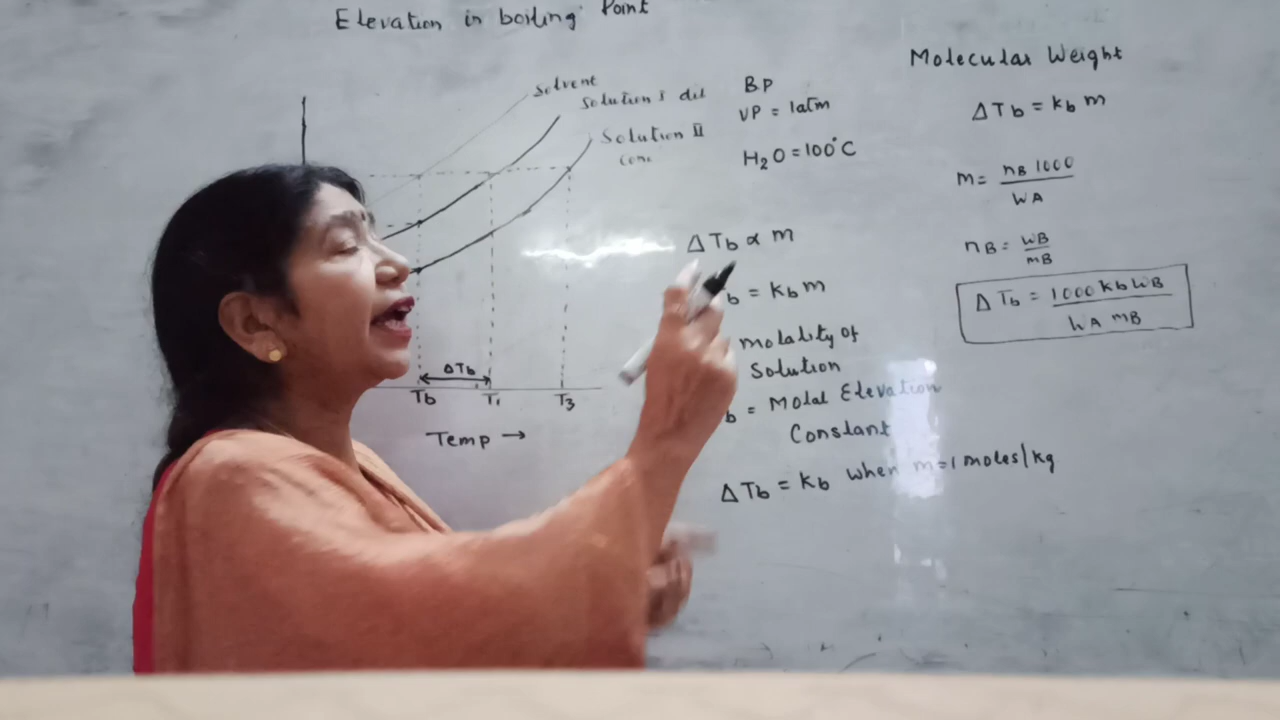 Elevation in boiling Point
Solvent
Solution I dil
Solution II
Conc
ΔTb
Tb T1 T3
Temp →
BP
VP = 1atm
H2O = 100°C
ΔTb ∝ m
b = Kb m
molality of
Solution
b = Molal Elevation
Constant
ΔTb = Kb when m=1 moles/kg
Molecular Weight
ΔTb = Kb m
m = nB 1000 / WA
nB = WB / mB
ΔTb = 1000 Kb WB / WA mB